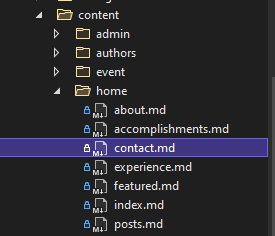 content
admin
authors
event
home
about.md
accomplishments.md
contact.md
experience.md
featured.md
index.md
posts.md